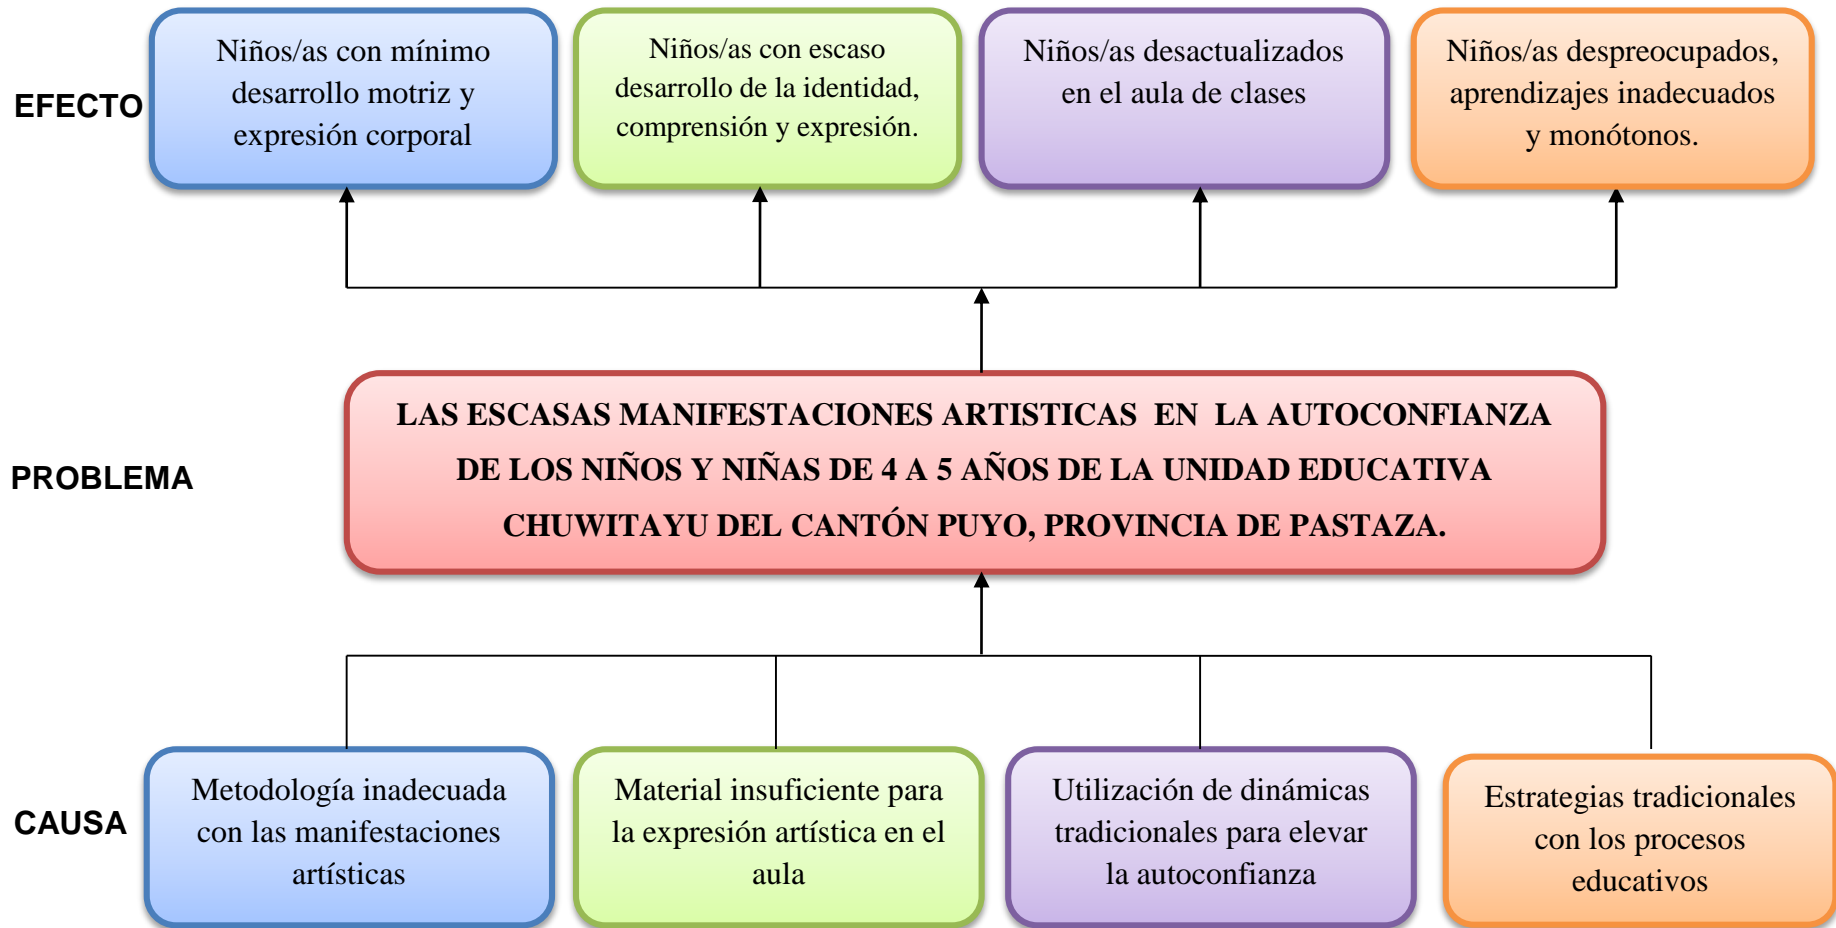 EFECTO
Niños/as con mínimo
desarrollo motriz y
expresión corporal
Niños/as con escaso
desarrollo de la identidad,
comprensión y expresión.
Niños/as desactualizados
en el aula de clases
Niños/as despreocupados,
aprendizajes inadecuados
y monótonos.
PROBLEMA
LAS ESCASAS MANIFESTACIONES ARTISTICAS EN LA AUTOCONFIANZA
DE LOS NIÑOS Y NIÑAS DE 4 A 5 AÑOS DE LA UNIDAD EDUCATIVA
CHUWITAYU DEL CANTÓN PUYO, PROVINCIA DE PASTAZA.
CAUSA
Metodología inadecuada
con las manifestaciones
artísticas
Material insuficiente para
la expresión artística en el
aula
Utilización de dinámicas
tradicionales para elevar
la autoconfianza
Estrategias tradicionales
con los procesos
educativos